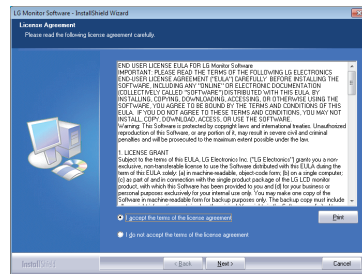 LG Monitor Software - InstallShield Wizard
License Agreement
Please read the following license agreement carefully.
END USER LICENSE EULA FOR LG Monitor Software
IMPORTANT: PLEASE READ THE TERMS OF THE FOLLOWING LG ELECTRONICS
END-USER LICENSE AGREEMENT ("EULA") CAREFULLY BEFORE INSTALLING THE
SOFTWARE, INCLUDING ANY "ONLINE" OR ELECTRONIC DOCUMENTATION
(COLLECTIVELY CALLED "SOFTWARE") DISTRIBUTED WITH THIS EULA. BY
INSTALLING, COPYING, DOWNLOADING, ACCESSING, OR OTHERWISE USING THE
SOFTWARE, YOU AGREE TO BE BOUND BY THE TERMS AND CONDITIONS OF THIS
EULA. IF YOU DO NOT AGREE TO THESE TERMS AND CONDITIONS, YOU MAY NOT
INSTALL, COPY, DOWNLOAD, ACCESS, OR USE THE SOFTWARE.
Warning: This Software is protected by copyright laws and international treaties. Unauthorized
reproduction of this Software, or any portion of it, may result in severe civil and criminal
penalties and will be prosecuted to the maximum extent possible under the law.
1. LICENSE GRANT
Subject to the terms of this EULA, LG Electronics Inc. ("LG Electronics") grants you a non-
exclusive, non-transferable license to use the Software distributed with this EULA during the
term of this EULA solely: (a) in machine-readable, object-code form; (b) on a single computer;
(c) as part of and in connection with the single product package of the LG LCD monitor
product, with which this Software has been provided to you and (d) for your business or
personal purposes exclusively for your internal use only. You may make one copy of the
Software in machine-readable form for backup purposes only. The backup copy must include
I accept the terms of the license agreement
Print
I do not accept the terms of the license agreement
InstallShield
< Back
Next >
Cancel